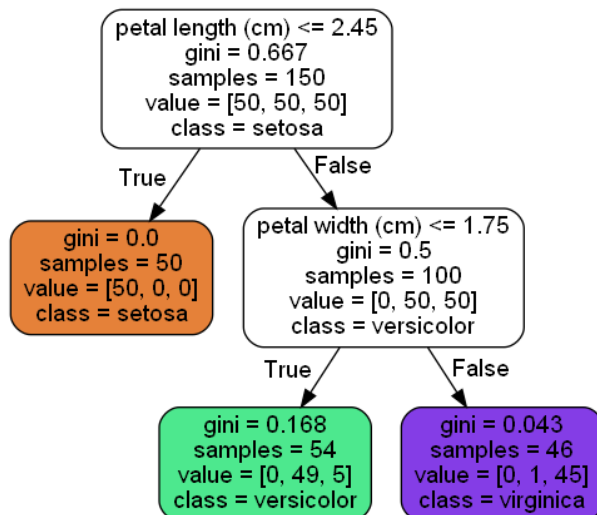 petal length (cm) <= 2.45
gini = 0.667
samples = 150
value = [50, 50, 50]
class = setosa
True
False
gini = 0.0
samples = 50
value = [50, 0, 0]
class = setosa
petal width (cm) <= 1.75
gini = 0.5
samples = 100
value = [0, 50, 50]
class = versicolor
True
False
gini = 0.168
samples = 54
value = [0, 49, 5]
class = versicolor
gini = 0.043
samples = 46
value = [0, 1, 45]
class = virginica